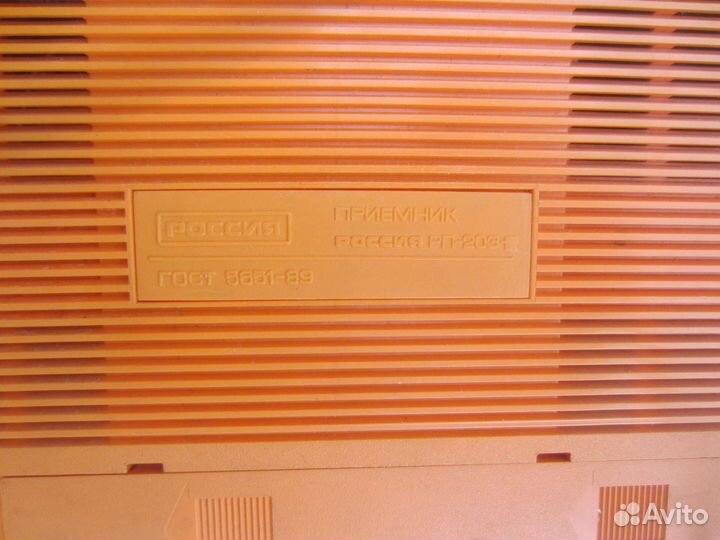 РОССИЯ
ПРИЕМНИК
РОССИЯ РП-203
ГОСТ 5651-89
Avito